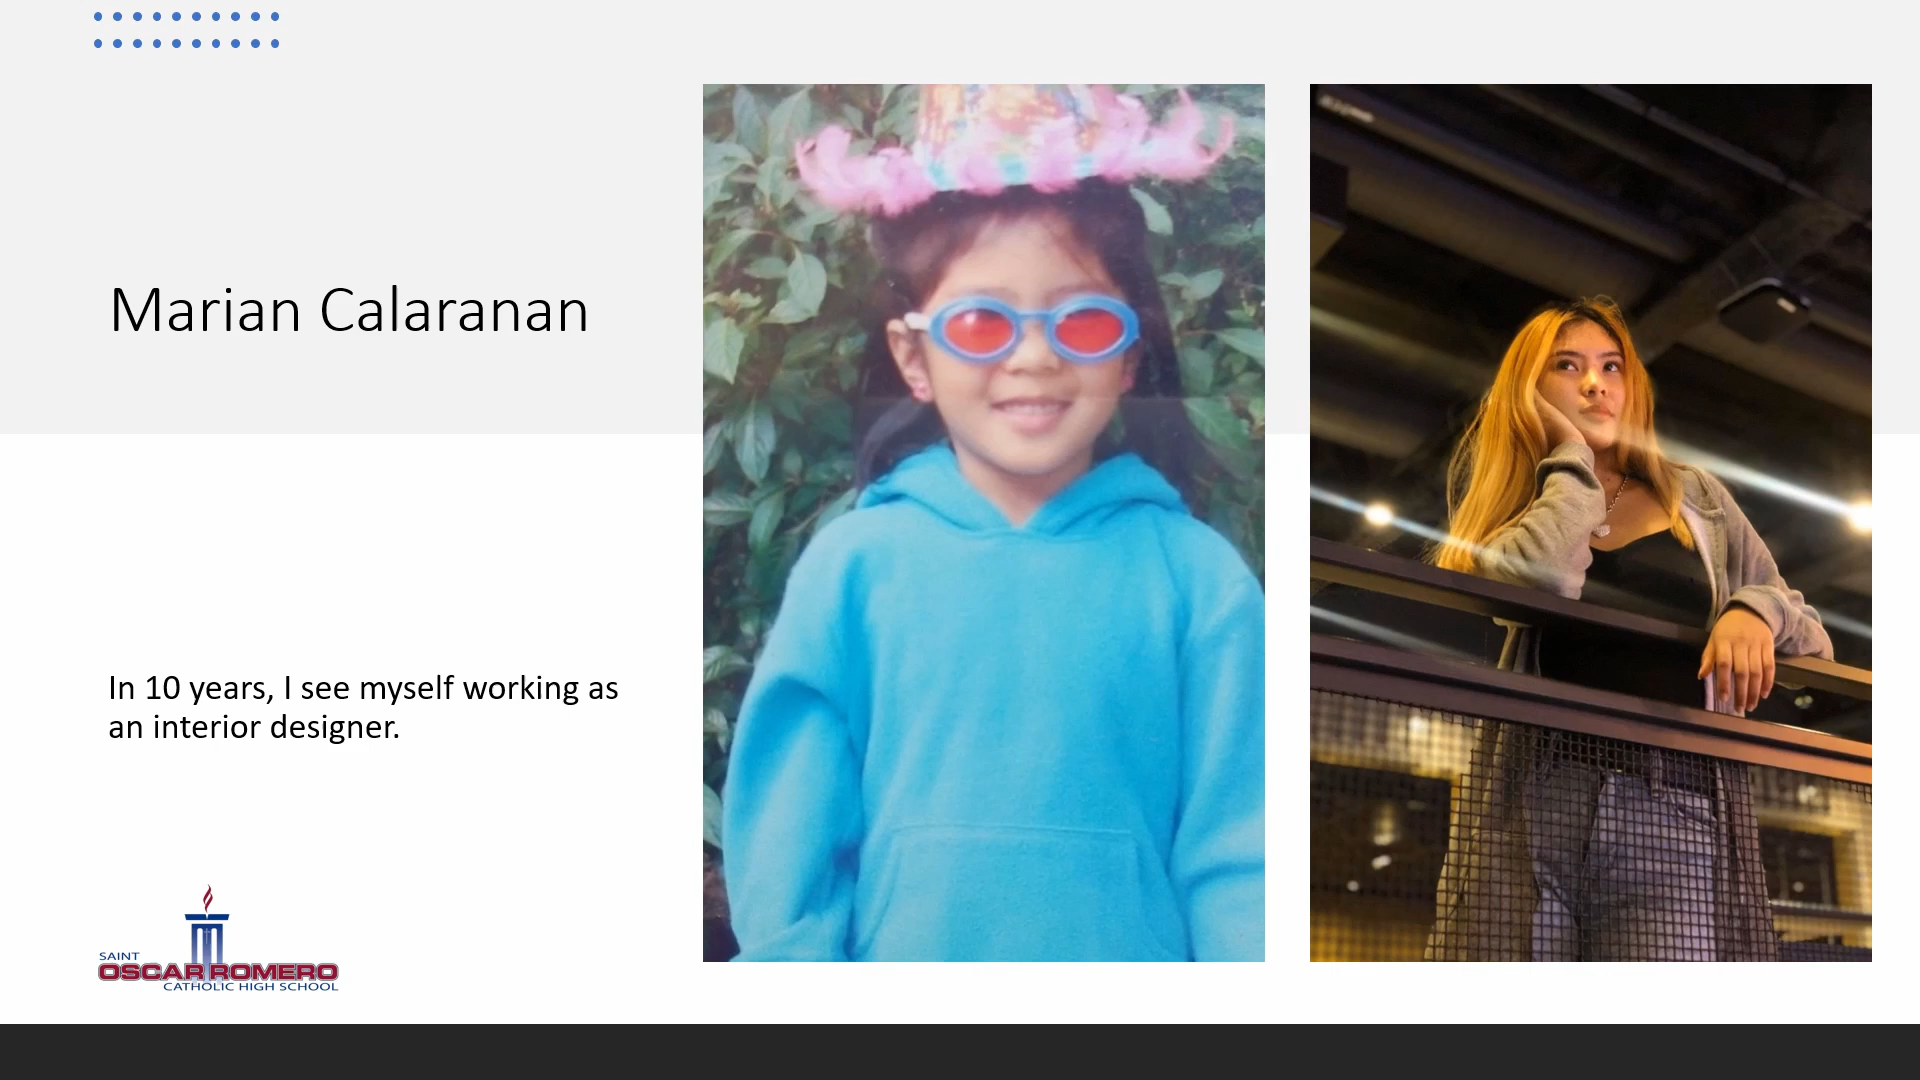 Marian Calaranan
In 10 years, I see myself working as
an interior designer.
SAINT
OSCAR ROMERO
CATHOLIC HIGH SCHOOL